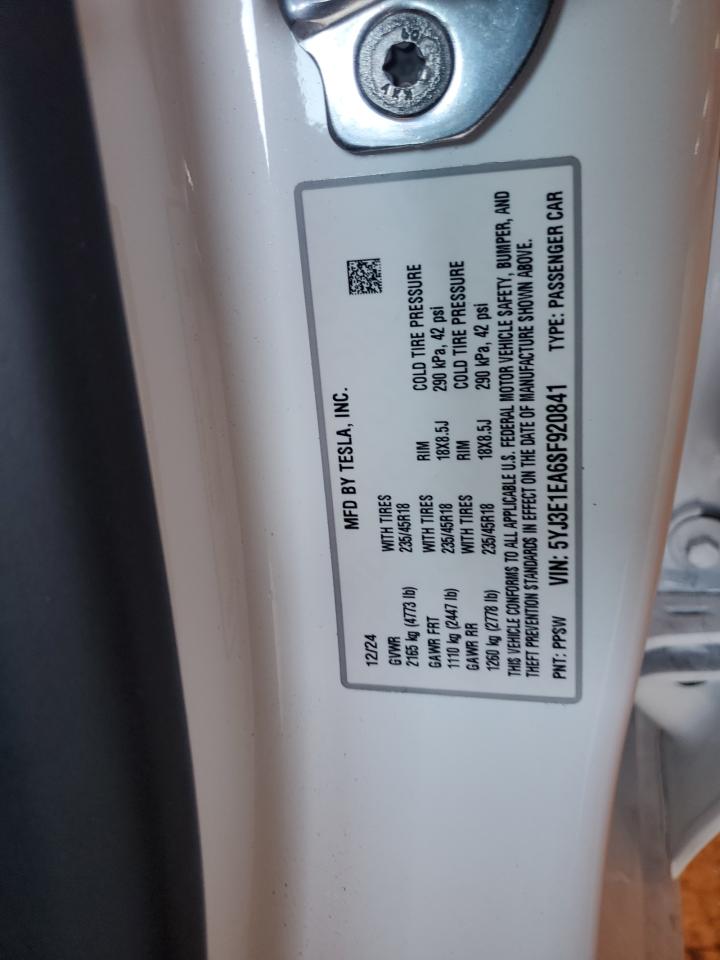 MFD BY TESLA, INC.
12/24
GVWR WITH TIRES
2165 kg (4773 lb) 235/45R18
GAWR FRT WITH TIRES RIM COLD TIRE PRESSURE
1110 kg (2447 lb) 235/45R18 18X8.5J 290 kPa, 42 psi
GAWR RR WITH TIRES RIM COLD TIRE PRESSURE
1260 kg (2778 lb) 235/45R18 18X8.5J 290 kPa, 42 psi
THIS VEHICLE CONFORMS TO ALL APPLICABLE U.S. FEDERAL MOTOR VEHICLE SAFETY, BUMPER, AND
THEFT PREVENTION STANDARDS IN EFFECT ON THE DATE OF MANUFACTURE SHOWN ABOVE.
PNT: PPSW VIN: 5YJ3E1EA6SF920841 TYPE: PASSENGER CAR